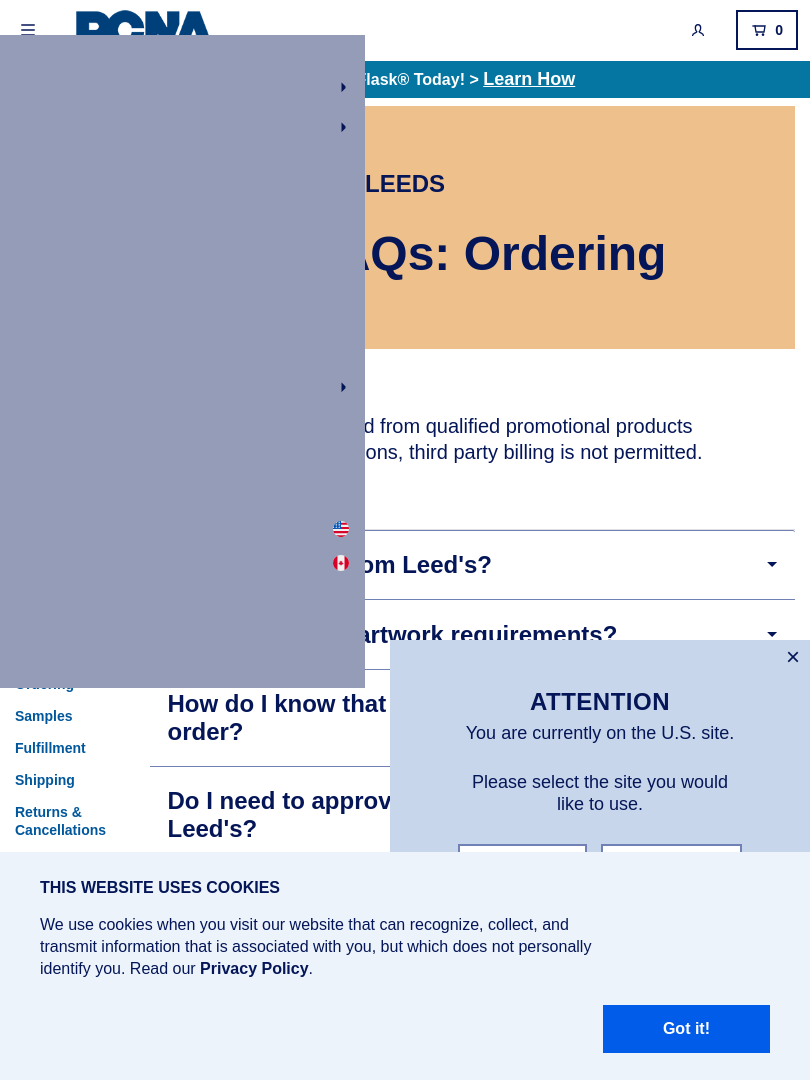 PCNA
0
Flask® Today! > Learn How
LEEDS
AQs: Ordering
d from qualified promotional products
ons, third party billing is not permitted.
om Leed's?
artwork requirements?
Ordering
Samples
Fulfillment
Shipping
Returns &
Cancellations
How do I know that
order?
Do I need to approv
Leed's?
×
ATTENTION
You are currently on the U.S. site.
Please select the site you would
like to use.
THIS WEBSITE USES COOKIES
We use cookies when you visit our website that can recognize, collect, and
transmit information that is associated with you, but which does not personally
identify you. Read our Privacy Policy.
Got it!